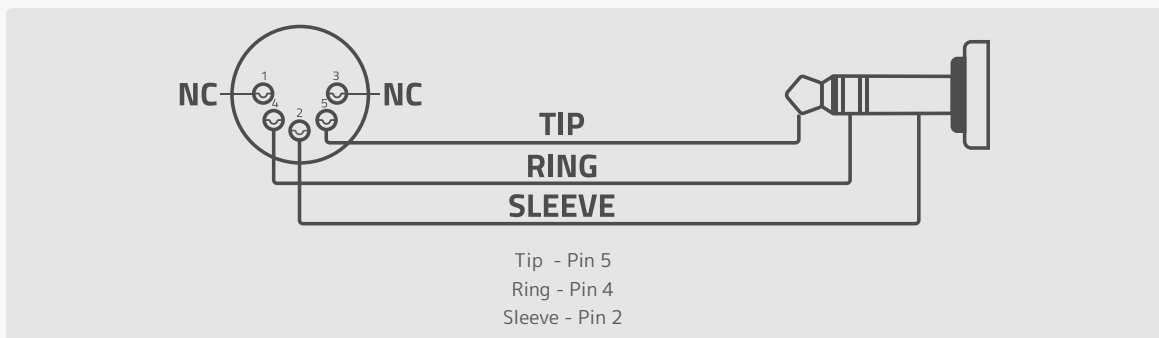 1 3
NC NC
4 2 5
TIP
RING
SLEEVE
Tip - Pin 5
Ring - Pin 4
Sleeve - Pin 2